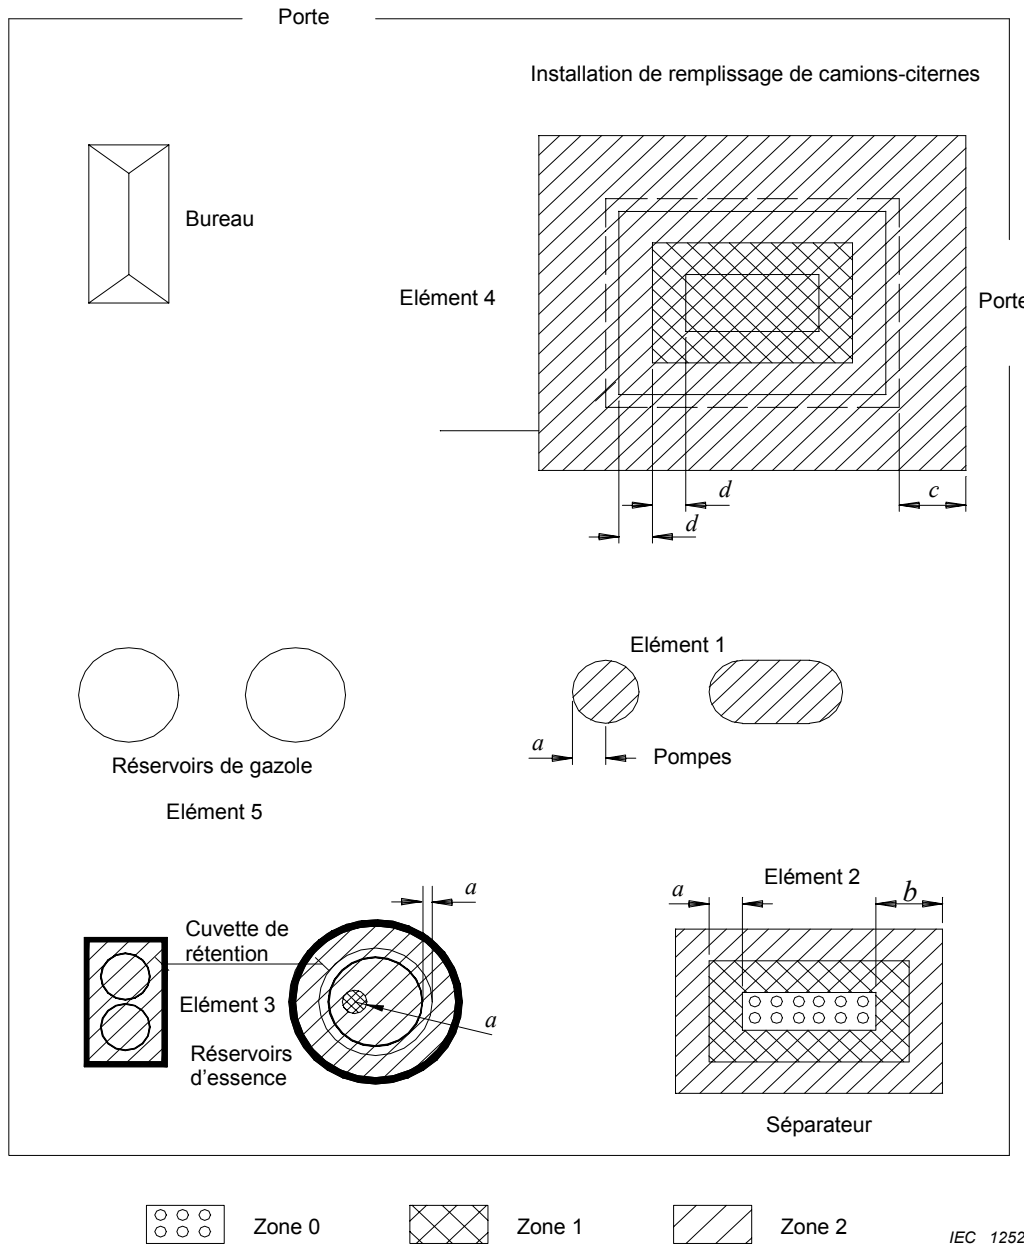 Porte
Installation de remplissage de camions-citernes
Bureau
Elément 4
Porte
d
c
d
Elément 1
a
Pompes
Réservoirs de gazole
Elément 5
a
Elément 2
a
b
Cuvette de
rétention
Elément 3
a
Réservoirs
d'essence
Séparateur
Zone 0
Zone 1
Zone 2
IEC 1252